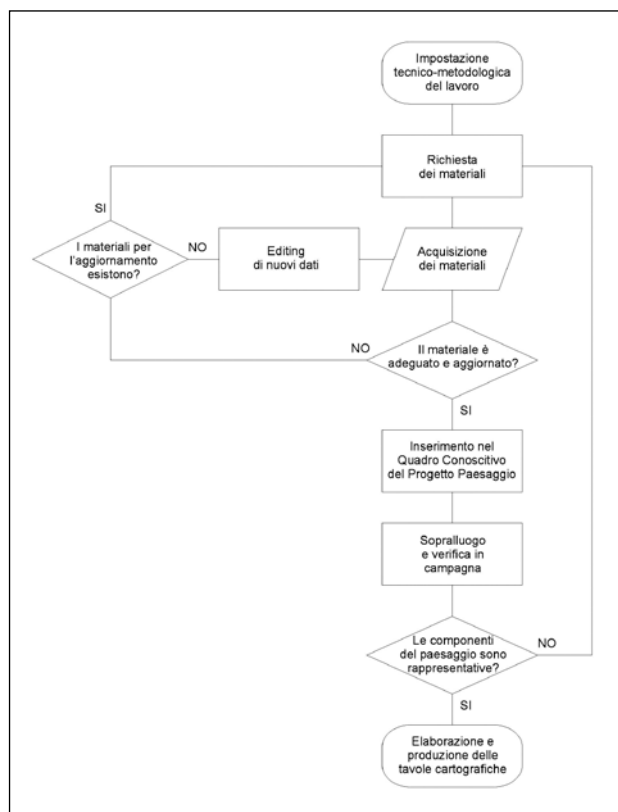 Impostazione
tecnico-metodologica
del lavoro
Richiesta
dei materiali
SI
I materiali per
l'aggiornamento
esistono?
NO
Editing
di nuovi dati
Acquisizione
dei materiali
NO
Il materiale è
adeguato e aggiornato?
SI
Inserimento nel
Quadro Conoscitivo
del Progetto Paesaggio
Sopralluogo
e verifica in
campagna
Le componenti
del paesaggio sono
rappresentative?
NO
SI
Elaborazione e
produzione delle
tavole cartografiche